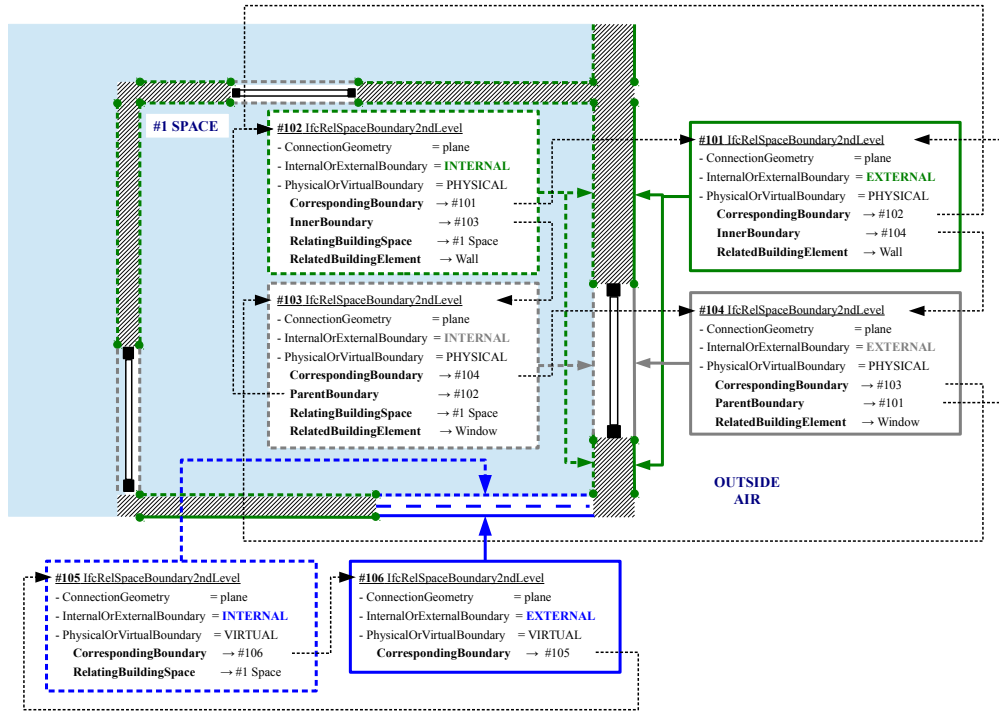 #1 SPACE
#102 IfcRelSpaceBoundary2ndLevel
- ConnectionGeometry = plane
- InternalOrExternalBoundary = INTERNAL
- PhysicalOrVirtualBoundary = PHYSICAL
CorrespondingBoundary → #101
InnerBoundary → #103
RelatingBuildingSpace → #1 Space
RelatedBuildingElement → Wall
#101 IfcRelSpaceBoundary2ndLevel
- ConnectionGeometry = plane
- InternalOrExternalBoundary = EXTERNAL
- PhysicalOrVirtualBoundary = PHYSICAL
CorrespondingBoundary → #102
InnerBoundary → #104
RelatedBuildingElement → Wall
#103 IfcRelSpaceBoundary2ndLevel
- ConnectionGeometry = plane
- InternalOrExternalBoundary = INTERNAL
- PhysicalOrVirtualBoundary = PHYSICAL
CorrespondingBoundary → #104
ParentBoundary → #102
RelatingBuildingSpace → #1 Space
RelatedBuildingElement → Window
#104 IfcRelSpaceBoundary2ndLevel
- ConnectionGeometry = plane
- InternalOrExternalBoundary = EXTERNAL
- PhysicalOrVirtualBoundary = PHYSICAL
CorrespondingBoundary → #103
ParentBoundary → #101
RelatedBuildingElement → Window
OUTSIDE
AIR
#105 IfcRelSpaceBoundary2ndLevel
- ConnectionGeometry = plane
- InternalOrExternalBoundary = INTERNAL
- PhysicalOrVirtualBoundary = VIRTUAL
CorrespondingBoundary → #106
RelatingBuildingSpace → #1 Space
#106 IfcRelSpaceBoundary2ndLevel
- ConnectionGeometry = plane
- InternalOrExternalBoundary = EXTERNAL
- PhysicalOrVirtualBoundary = VIRTUAL
CorrespondingBoundary → #105